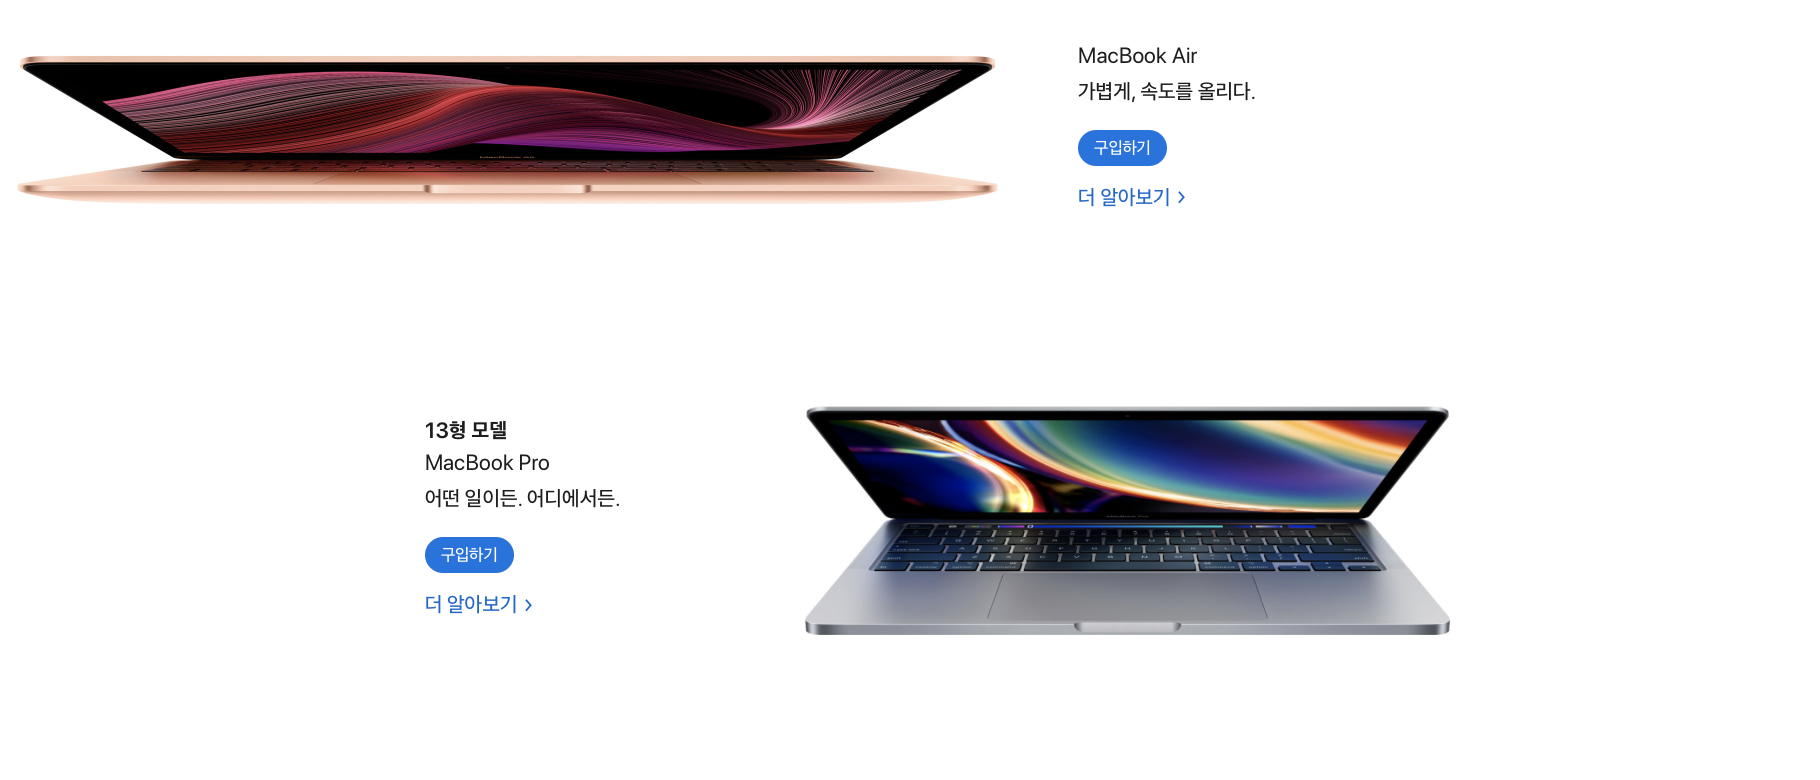 MacBook Air
가볍게, 속도를 올리다.
구입하기
더 알아보기 >
13형 모델
MacBook Pro
어떤 일이든. 어디에서든.
구입하기
더 알아보기 >